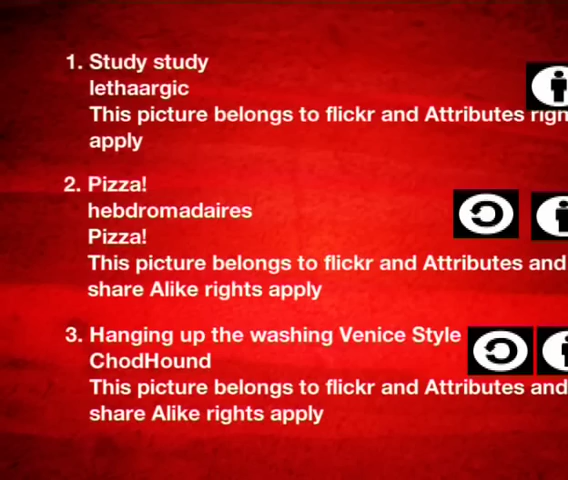 1. Study study
lethaargic
This picture belongs to flickr and Attributes righ
apply
2. Pizza!
hebdromadaires
Pizza!
This picture belongs to flickr and Attributes and
share Alike rights apply
3. Hanging up the washing Venice Style
ChodHound
This picture belongs to flickr and Attributes and
share Alike rights apply